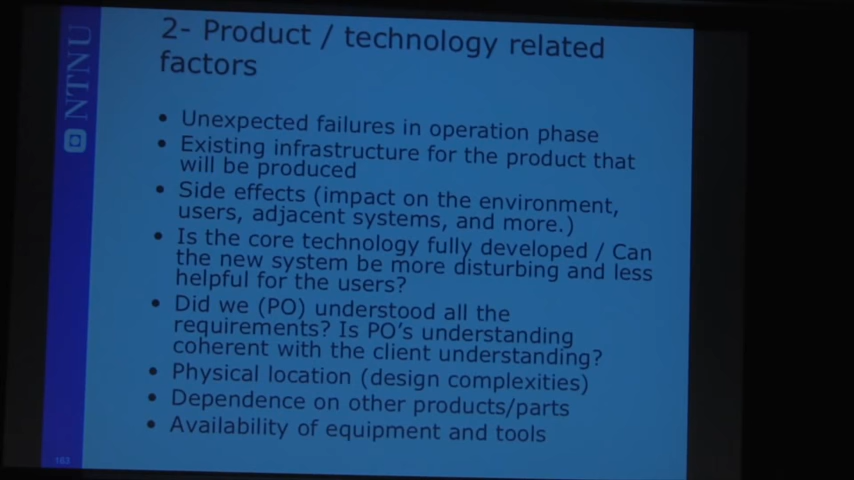 NTNU
2- Product / technology related
factors
• Unexpected failures in operation phase
• Existing infrastructure for the product that
will be produced
• Side effects (impact on the environment,
users, adjacent systems, and more.)
• Is the core technology fully developed / Can
the new system be more disturbing and less
helpful for the users?
• Did we (PO) understood all the
requirements? Is PO's understanding
coherent with the client understanding?
• Physical location (design complexities)
• Dependence on other products/parts
• Availability of equipment and tools